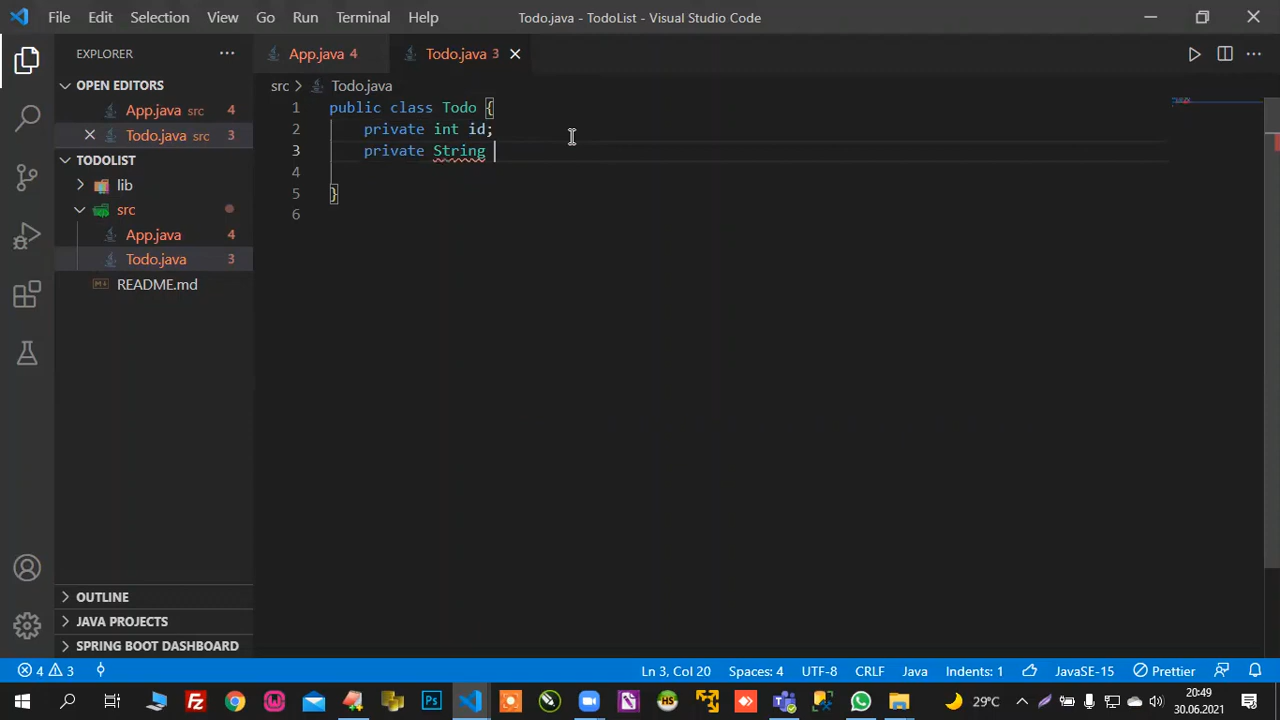 File Edit Selection View Go Run Terminal Help
Todo.java - TodoList - Visual Studio Code
EXPLORER
OPEN EDITORS
App.java src 4
Todo.java src 3
TODOLIST
lib
src
App.java 4
Todo.java 3
README.md
OUTLINE
JAVA PROJECTS
SPRING BOOT DASHBOARD
App.java 4
Todo.java 3
src > Todo.java
1 public class Todo {
2 private int id;
3 private String
4
5 }
6
4 3
Ln 3, Col 20 Spaces: 4 UTF-8 CRLF Java Indents: 1 JavaSE-15 Prettier
Ps
HS
29°C
20:49
30.06.2021